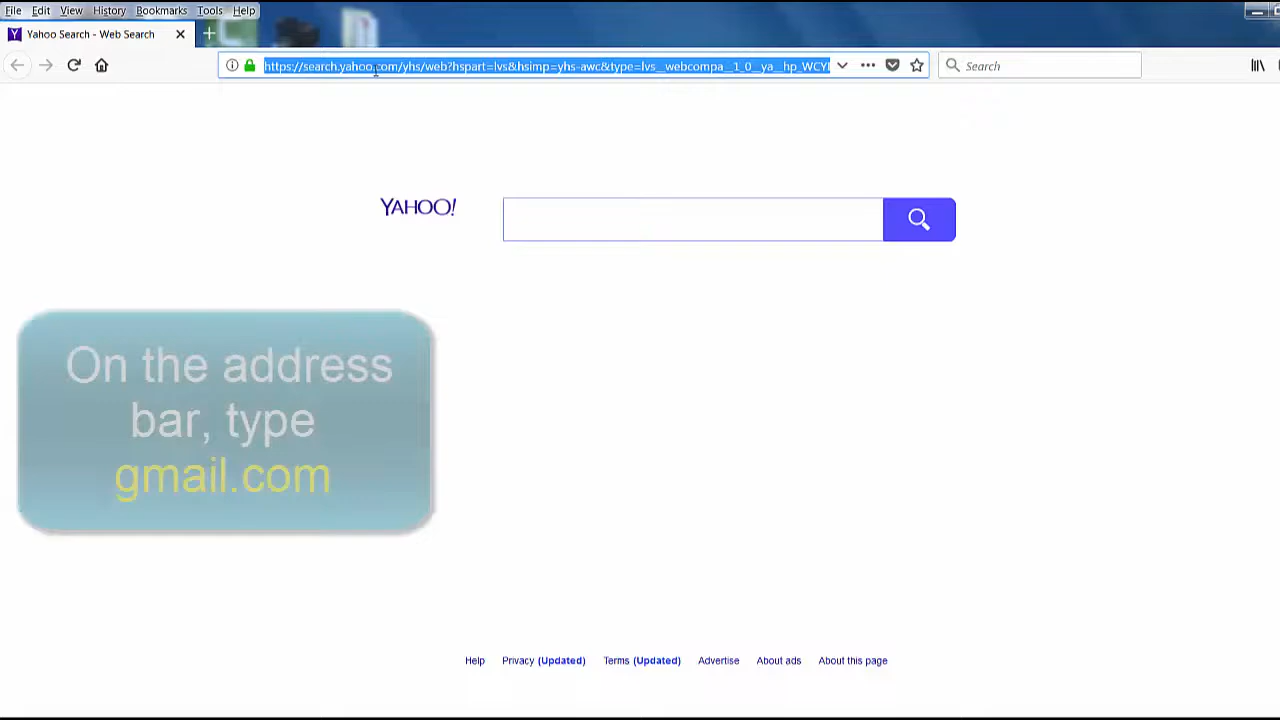 File Edit View History Bookmarks Tools Help
Yahoo Search - Web Search
https://search.yahoo.com/yhs/web?hspart=lvs&hsimp=yhs-awc&type=lvs__webcompa__1_0__ya__hp_WCYI
Search
YAHOO!
On the address
bar, type
gmail.com
Help Privacy (Updated) Terms (Updated) Advertise About ads About this page